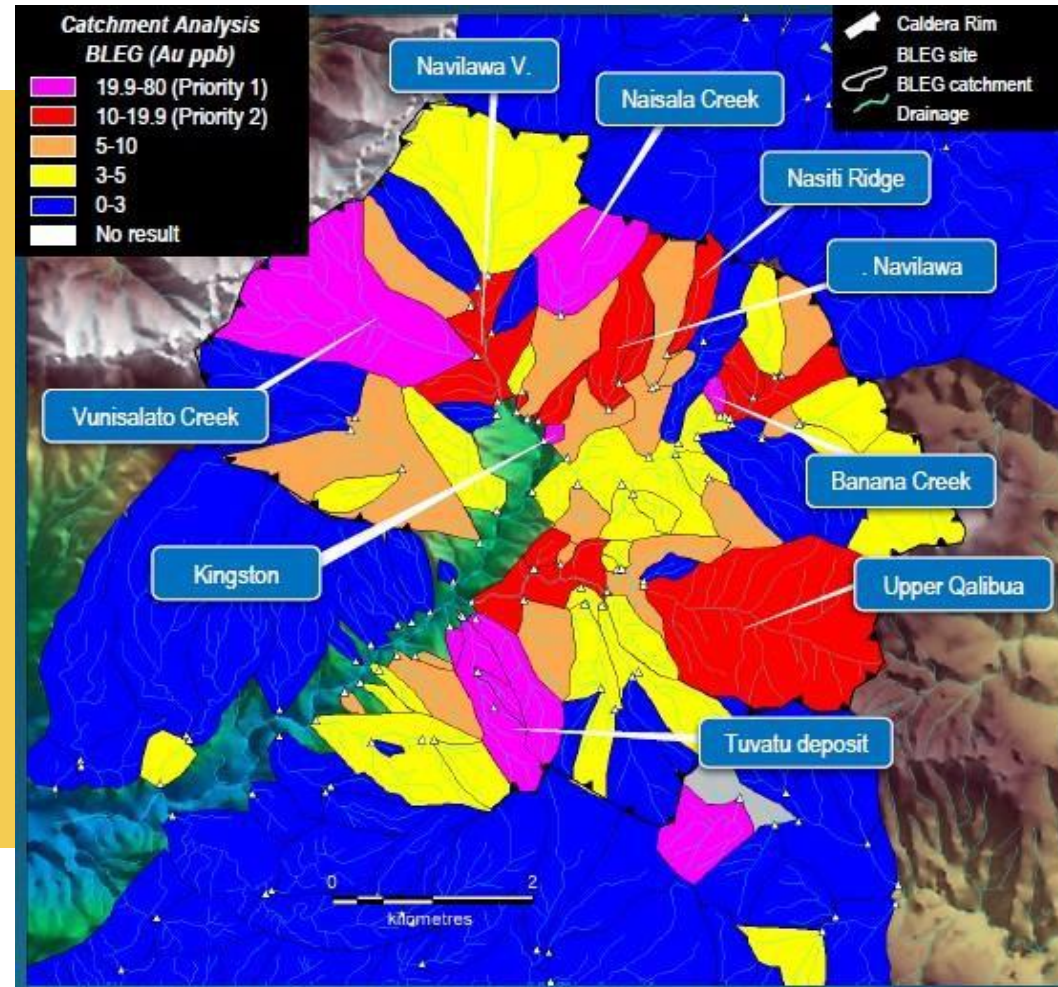 Catchment Analysis
BLEG (Au ppb)
19.9-80 (Priority 1)
10-19.9 (Priority 2)
5-10
3-5
0-3
No result
Caldera Rim
BLEG site
BLEG catchment
Drainage
Navilawa V.
Naisala Creek
Nasiti Ridge
. Navilawa
Vunisalato Creek
Banana Creek
Kingston
Upper Qalibua
Tuvatu deposit
0 2
kilometres